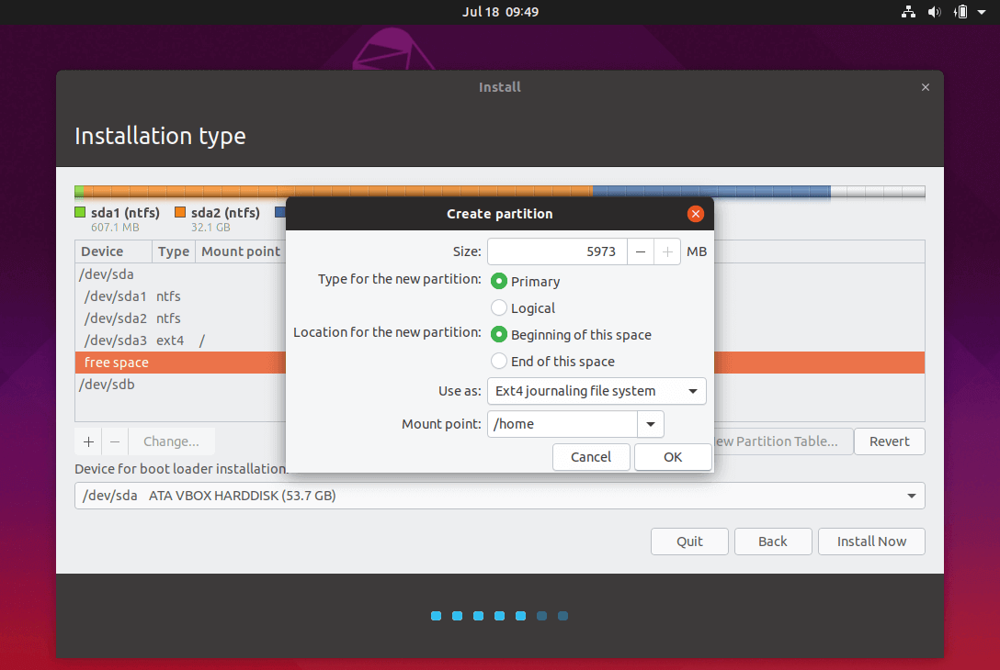 Jul 18 09:49
Install
Installation type
sda1 (ntfs) sda2 (ntfs)
607.1 MB 32.1 GB
Create partition
Size: 5973 MB
Type for the new partition: Primary
Logical
Location for the new partition: Beginning of this space
End of this space
Use as: Ext4 journaling file system
Mount point: /home
Cancel OK
Device Type Mount point
/dev/sda
/dev/sda1 ntfs
/dev/sda2 ntfs
/dev/sda3 ext4 /
free space
/dev/sdb
+ − Change... ew Partition Table... Revert
Device for boot loader installation:
/dev/sda ATA VBOX HARDDISK (53.7 GB)
Quit Back Install Now